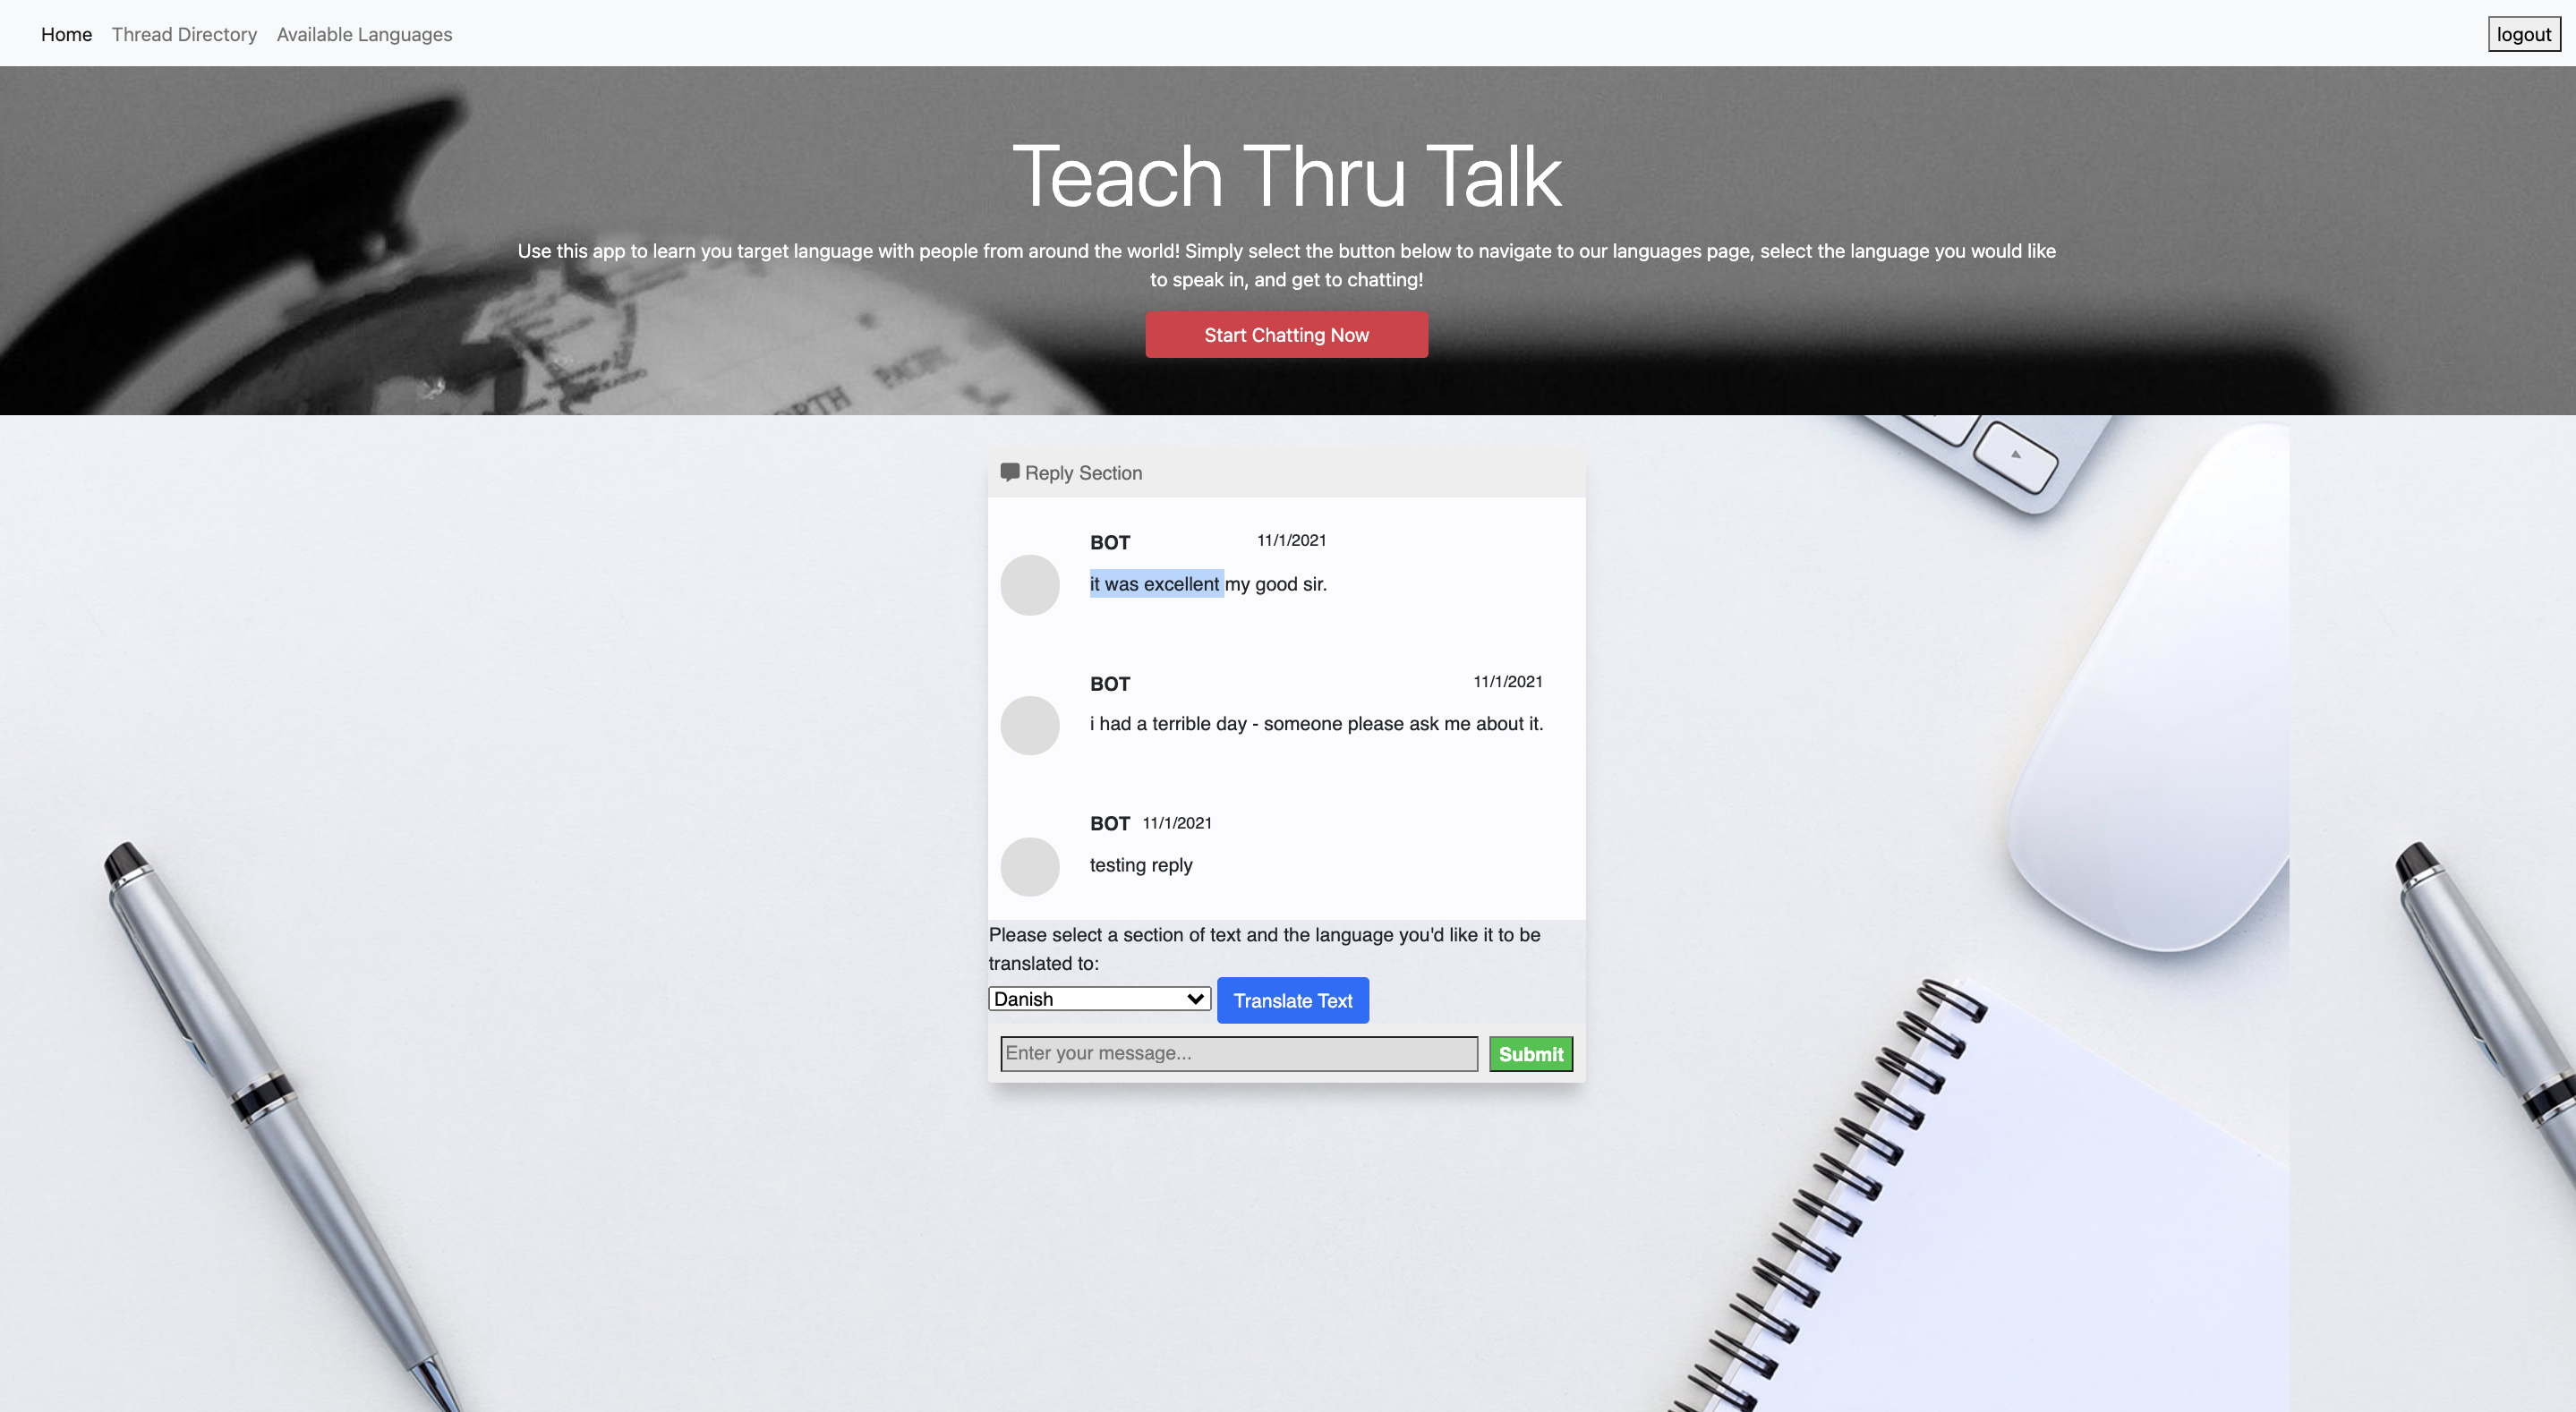 Home Thread Directory Available Languages logout
Teach Thru Talk
Use this app to learn you target language with people from around the world! Simply select the button below to navigate to our languages page, select the language you would like
to speak in, and get to chatting!
Start Chatting Now
ORTH PACIFIC
Reply Section
BOT 11/1/2021
it was excellent my good sir.
BOT 11/1/2021
i had a terrible day - someone please ask me about it.
BOT 11/1/2021
testing reply
Please select a section of text and the language you'd like it to be
translated to:
Danish Translate Text
Enter your message... Submit